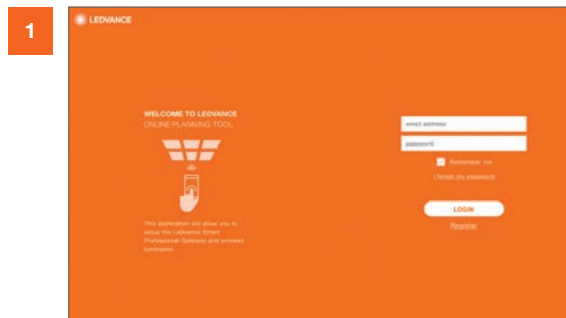 1
LEDVANCE
WELCOME TO LEDVANCE
ONLINE PLANNING TOOL
This application will allow you to
setup the Ledvance Smart
Professional Gateway and wireless
luminaires
email address
password
Remember me
I forgot my password
LOGIN
Register